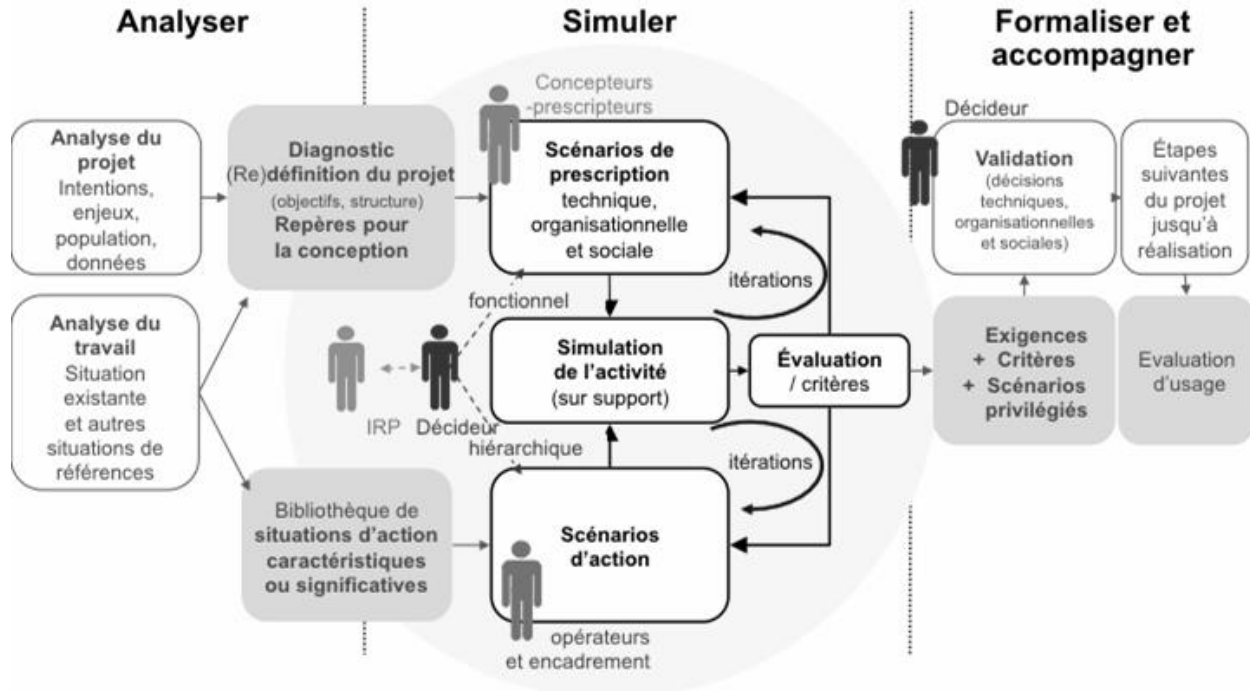 Analyser
Simuler
Formaliser et
accompagner
Analyse du
projet
Intentions,
enjeux,
population,
données
Analyse du
travail
Situation
existante
et autres
situations de
références
Diagnostic
(Re)définition du projet
(objectifs, structure)
Repères pour
la conception
Bibliothèque de
situations d'action
caractéristiques
ou significatives
Concepteurs
-prescripteurs
Scénarios de
prescription
technique,
organisationnelle
et sociale
fonctionnel
IRP
Décideur
hiérarchique
Simulation
de l'activité
(sur support)
Scénarios
d'action
opérateurs
et encadrement
itérations
Évaluation
/ critères
itérations
Décideur
Validation
(décisions
techniques,
organisationnelles
et sociales)
Étapes
suivantes
du projet
jusqu'à
réalisation
Exigences
+ Critères
+ Scénarios
privilégiés
Evaluation
d'usage